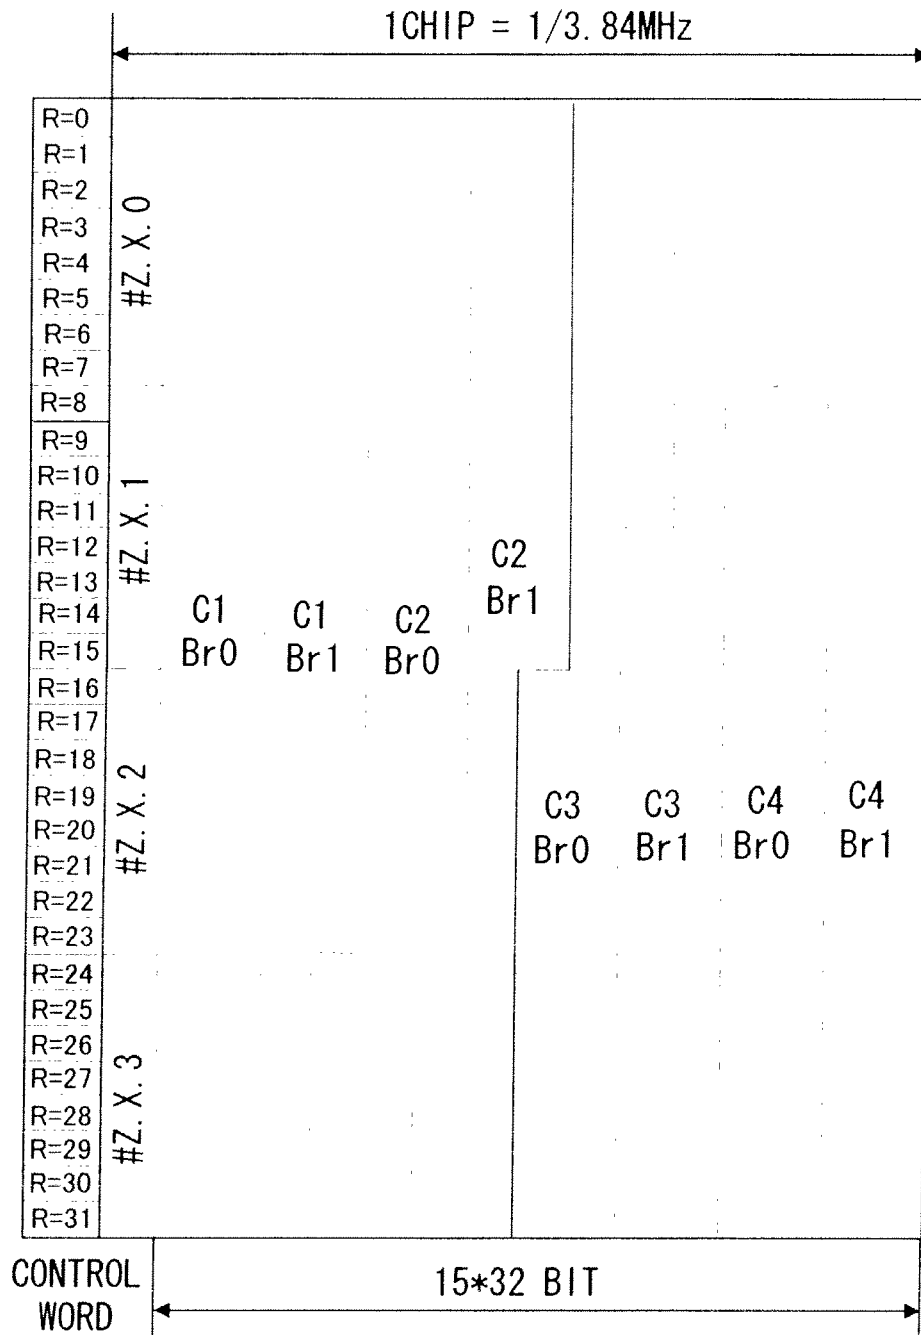 1CHIP = 1/3.84MHz
R=0
R=1
R=2
R=3
R=4
R=5
R=6
R=7
R=8
R=9
R=10
R=11
R=12
R=13
R=14
R=15
R=16
R=17
R=18
R=19
R=20
R=21
R=22
R=23
R=24
R=25
R=26
R=27
R=28
R=29
R=30
R=31
#Z. X. 0
#Z. X. 1
#Z. X. 2
#Z. X. 3
C1
Br0
C1
Br1
C2
Br0
C2
Br1
C3
Br0
C3
Br1
C4
Br0
C4
Br1
CONTROL
WORD
15*32 BIT